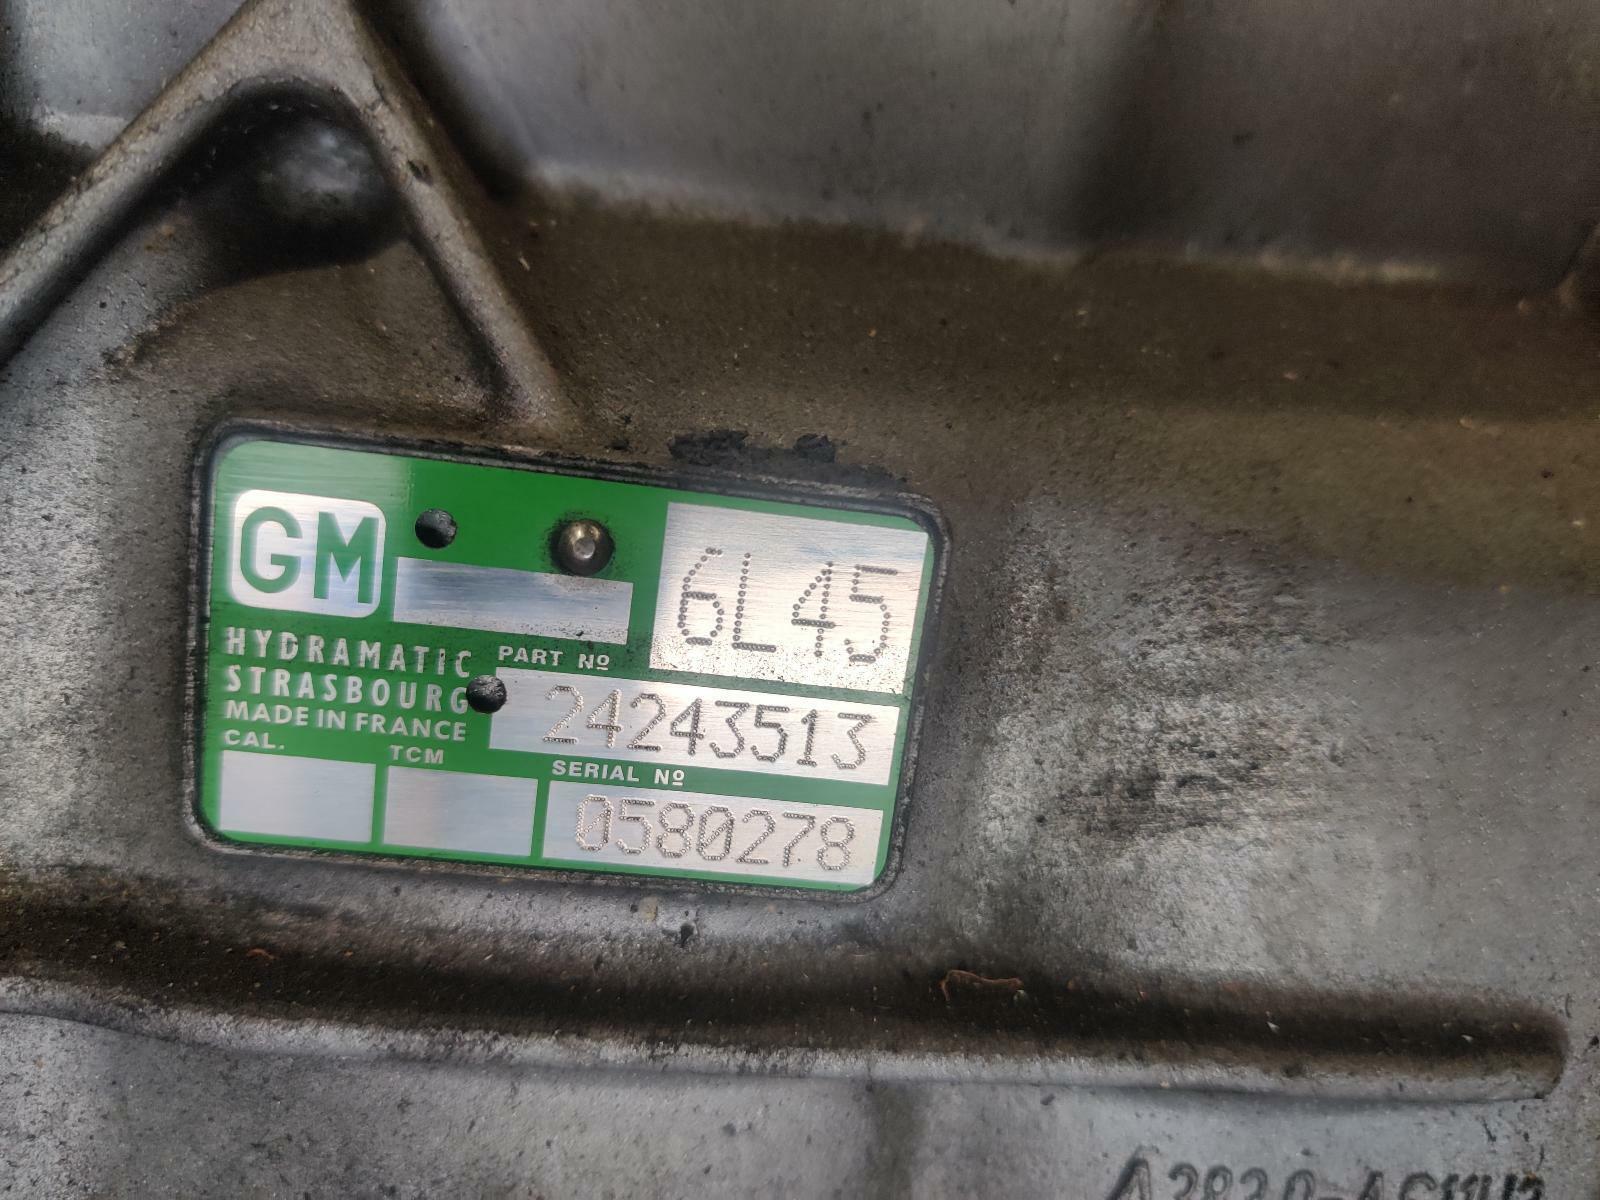 GM
6L45
HYDRAMATIC
STRASBOURG
MADE IN FRANCE
PART Nº
24243513
CAL.
TCM
SERIAL Nº
0580278